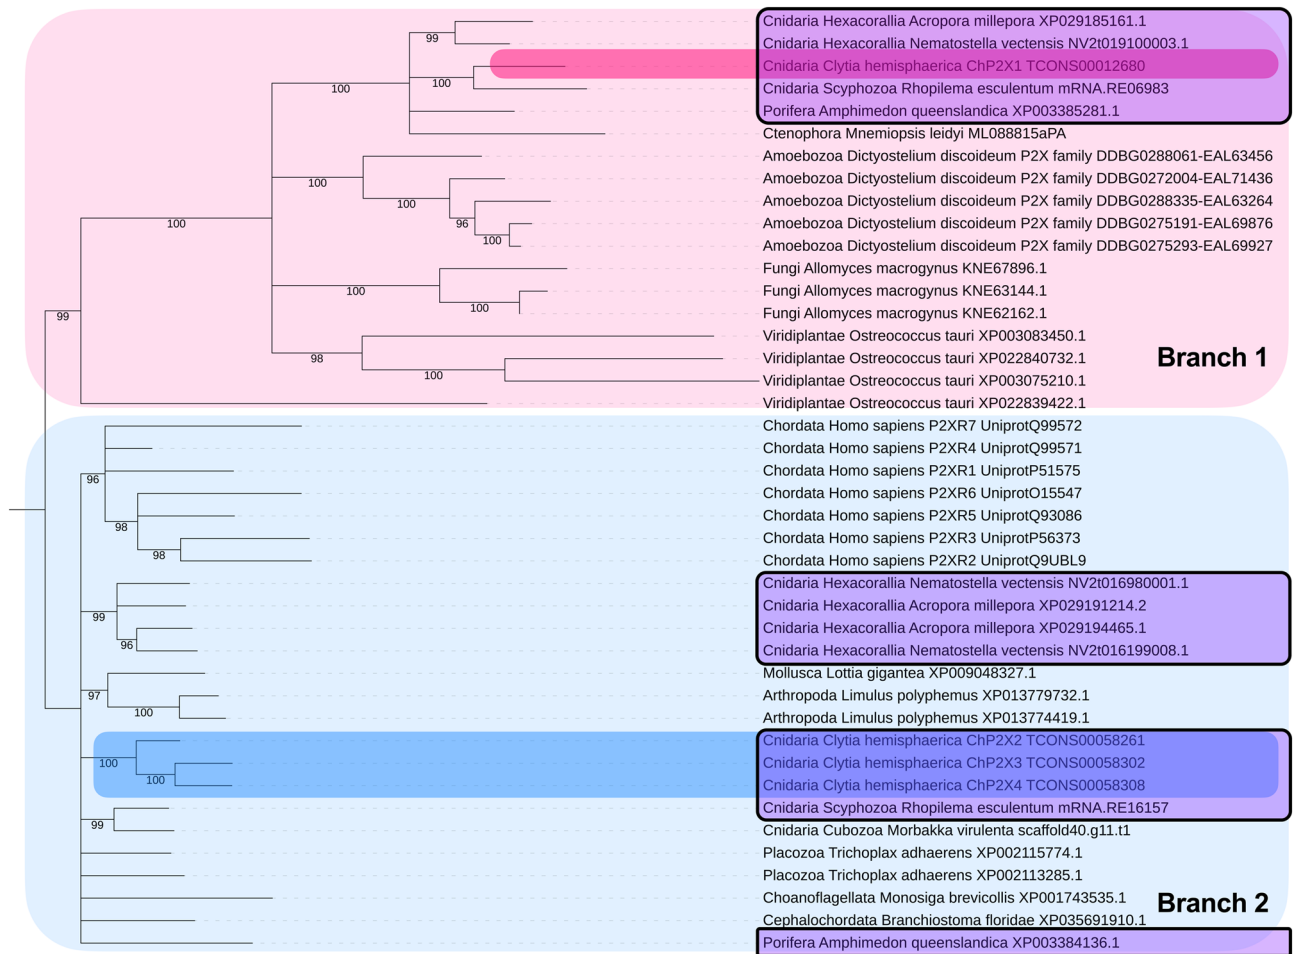 Cnidaria Hexacorallia Acropora millepora XP029185161.1
99
Cnidaria Hexacorallia Nematostella vectensis NV2t019100003.1
Cnidaria Clytia hemisphaerica ChP2X1 TCONS00012680
100
100
Cnidaria Scyphozoa Rhopilema esculentum mRNA.RE06983
Porifera Amphimedon queenslandica XP003385281.1
Ctenophora Mnemiopsis leidyi ML088815aPA
Amoebozoa Dictyostelium discoideum P2X family DDBG0288061-EAL63456
100
Amoebozoa Dictyostelium discoideum P2X family DDBG0272004-EAL71436
100
Amoebozoa Dictyostelium discoideum P2X family DDBG0288335-EAL63264
100
96
Amoebozoa Dictyostelium discoideum P2X family DDBG0275191-EAL69876
100
Amoebozoa Dictyostelium discoideum P2X family DDBG0275293-EAL69927
Fungi Allomyces macrogynus KNE67896.1
100
Fungi Allomyces macrogynus KNE63144.1
100
Fungi Allomyces macrogynus KNE62162.1
99
Viridiplantae Ostreococcus tauri XP003083450.1
98
Viridiplantae Ostreococcus tauri XP022840732.1
Branch 1
100
Viridiplantae Ostreococcus tauri XP003075210.1
Viridiplantae Ostreococcus tauri XP022839422.1
Chordata Homo sapiens P2XR7 UniprotQ99572
Chordata Homo sapiens P2XR4 UniprotQ99571
Chordata Homo sapiens P2XR1 UniprotP51575
96
Chordata Homo sapiens P2XR6 UniprotO15547
Chordata Homo sapiens P2XR5 UniprotQ93086
98
Chordata Homo sapiens P2XR3 UniprotP56373
98
Chordata Homo sapiens P2XR2 UniprotQ9UBL9
Cnidaria Hexacorallia Nematostella vectensis NV2t016980001.1
Cnidaria Hexacorallia Acropora millepora XP029191214.2
99
Cnidaria Hexacorallia Acropora millepora XP029194465.1
96
Cnidaria Hexacorallia Nematostella vectensis NV2t016199008.1
Mollusca Lottia gigantea XP009048327.1
97
Arthropoda Limulus polyphemus XP013779732.1
100
Arthropoda Limulus polyphemus XP013774419.1
Cnidaria Clytia hemisphaerica ChP2X2 TCONS00058261
100
Cnidaria Clytia hemisphaerica ChP2X3 TCONS00058302
100
Cnidaria Clytia hemisphaerica ChP2X4 TCONS00058308
Cnidaria Scyphozoa Rhopilema esculentum mRNA.RE16157
99
Cnidaria Cubozoa Morbakka virulenta scaffold40.g11.t1
Placozoa Trichoplax adhaerens XP002115774.1
Placozoa Trichoplax adhaerens XP002113285.1
Choanoflagellata Monosiga brevicollis XP001743535.1
Branch 2
Cephalochordata Branchiostoma floridae XP035691910.1
Porifera Amphimedon queenslandica XP003384136.1